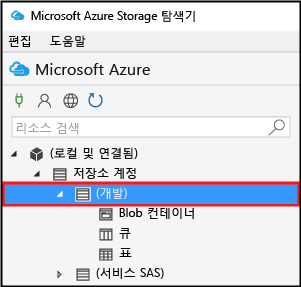 Microsoft Azure Storage 탐색기
편집 도움말
Microsoft Azure
리소스 검색
(로컬 및 연결됨)
저장소 계정
(개발)
Blob 컨테이너
큐
표
(서비스 SAS)